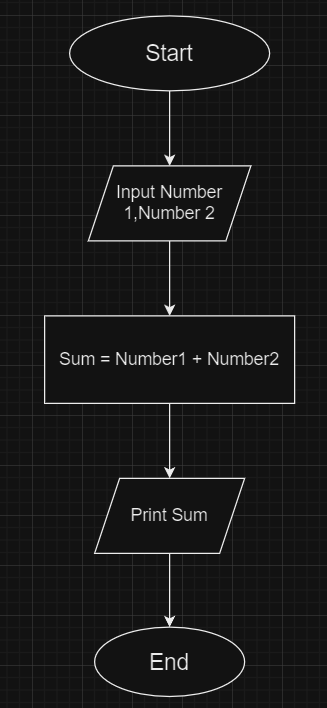 Start
Input Number
1,Number 2
Sum = Number1 + Number2
Print Sum
End